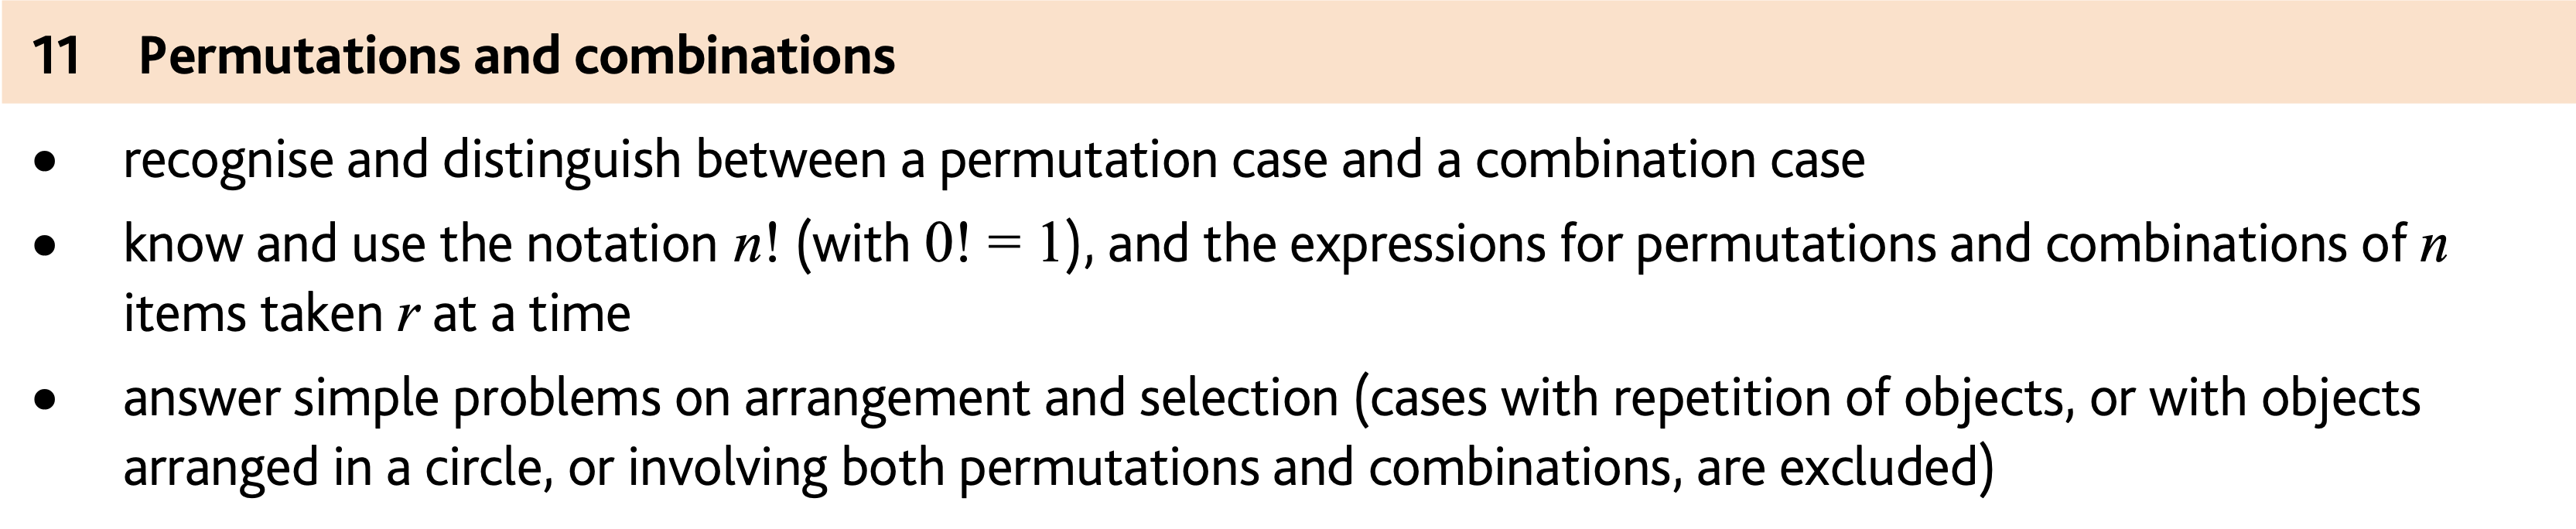 11 Permutations and combinations
• recognise and distinguish between a permutation case and a combination case
• know and use the notation n! (with 0! = 1), and the expressions for permutations and combinations of n
items taken r at a time
• answer simple problems on arrangement and selection (cases with repetition of objects, or with objects
arranged in a circle, or involving both permutations and combinations, are excluded)